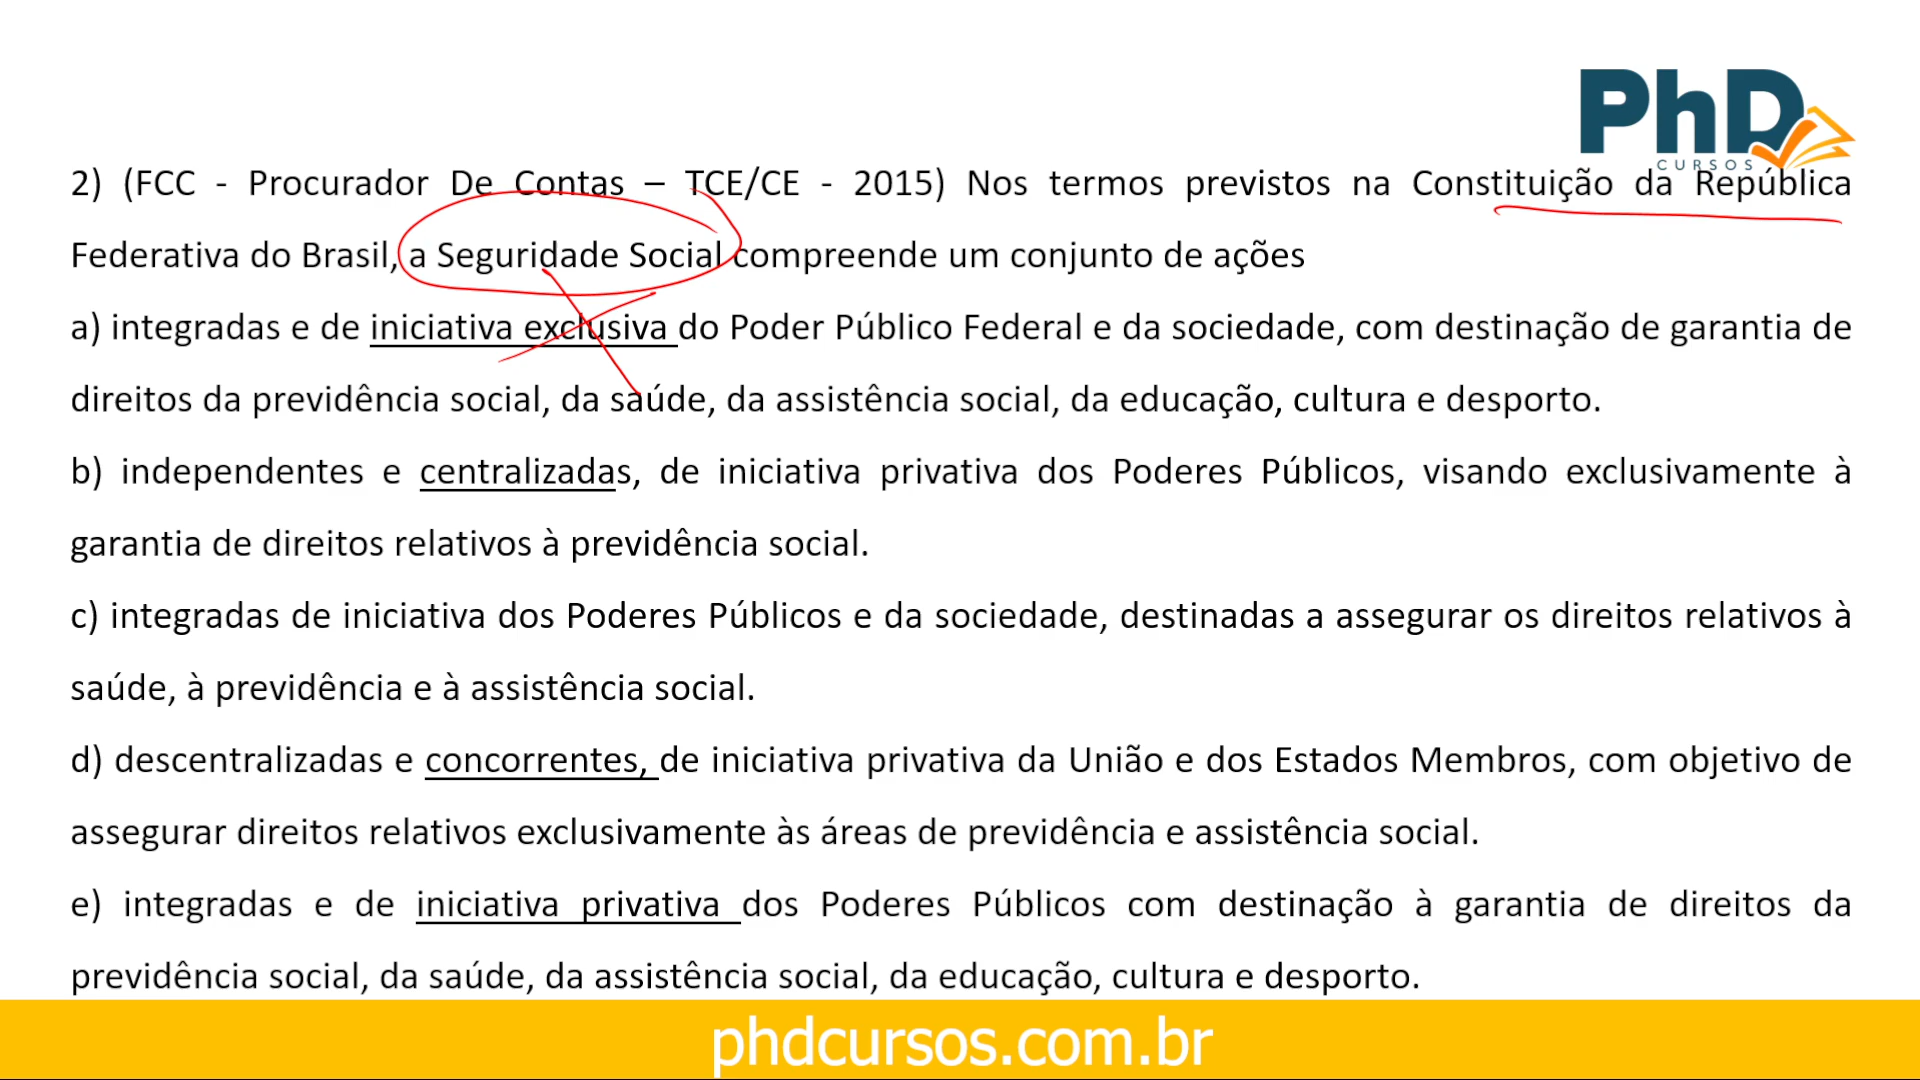 PhD
CURSOS
2) (FCC - Procurador De Contas – TCE/CE - 2015) Nos termos previstos na Constituição da República
Federativa do Brasil, a Seguridade Social compreende um conjunto de ações
a) integradas e de iniciativa exclusiva do Poder Público Federal e da sociedade, com destinação de garantia de
direitos da previdência social, da saúde, da assistência social, da educação, cultura e desporto.
b) independentes e centralizadas, de iniciativa privativa dos Poderes Públicos, visando exclusivamente à
garantia de direitos relativos à previdência social.
c) integradas de iniciativa dos Poderes Públicos e da sociedade, destinadas a assegurar os direitos relativos à
saúde, à previdência e à assistência social.
d) descentralizadas e concorrentes, de iniciativa privativa da União e dos Estados Membros, com objetivo de
assegurar direitos relativos exclusivamente às áreas de previdência e assistência social.
e) integradas e de iniciativa privativa dos Poderes Públicos com destinação à garantia de direitos da
previdência social, da saúde, da assistência social, da educação, cultura e desporto.
phdcursos.com.br